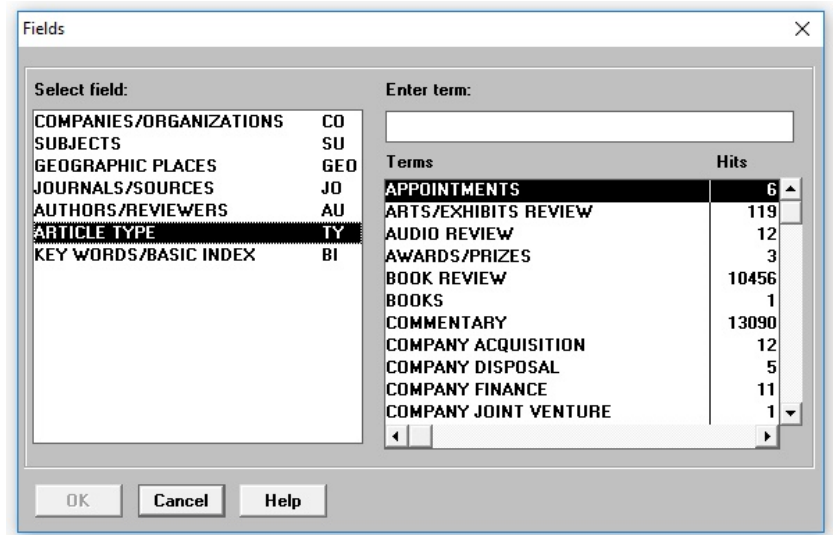 Fields
Select field:
COMPANIES/ORGANIZATIONS CO
SUBJECTS SU
GEOGRAPHIC PLACES GEO
JOURNALS/SOURCES JO
AUTHORS/REVIEWERS AU
ARTICLE TYPE TY
KEY WORDS/BASIC INDEX BI
Enter term:
Terms Hits
APPOINTMENTS 6
ARTS/EXHIBITS REVIEW 119
AUDIO REVIEW 12
AWARDS/PRIZES 3
BOOK REVIEW 10456
BOOKS 1
COMMENTARY 13090
COMPANY ACQUISITION 12
COMPANY DISPOSAL 5
COMPANY FINANCE 11
COMPANY JOINT VENTURE 1
OK Cancel Help